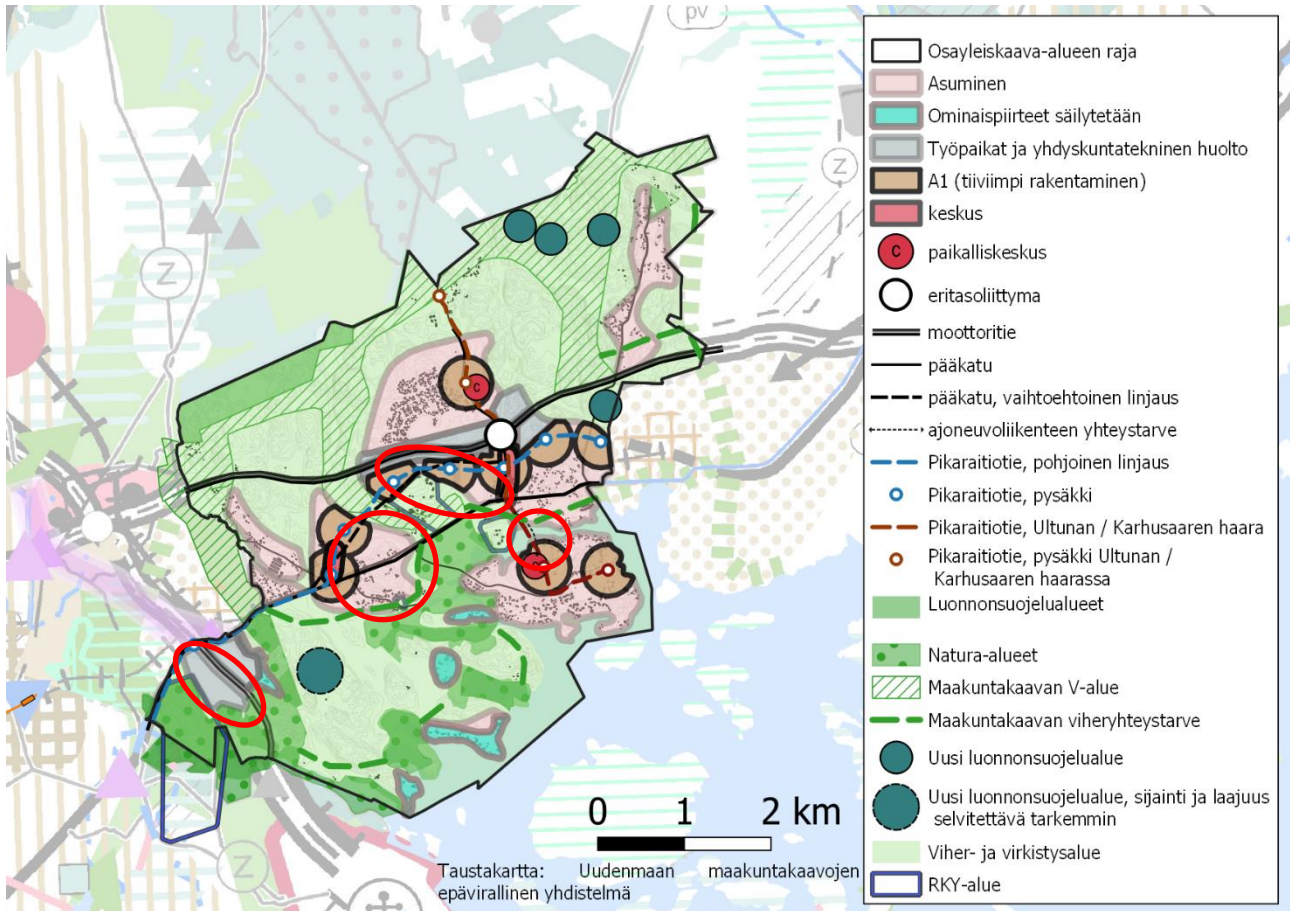 pv
Z
Z
Z
C
0 1 2 km
Taustakartta: Uudenmaan maakuntakaavojen
epävirallinen yhdistelmä
Osayleiskaava-alueen raja
Asuminen
Ominaispiirteet säilytetään
Työpaikat ja yhdyskuntatekninen huolto
A1 (tiiviimpi rakentaminen)
keskus
C
paikalliskeskus
eritasoliittyma
moottoritie
pääkatu
pääkatu, vaihtoehtoinen linjaus
ajoneuvoliikenteen yhteystarve
Pikaraitiotie, pohjoinen linjaus
Pikaraitiotie, pysäkki
Pikaraitiotie, Ultunan / Karhusaaren haara
Pikaraitiotie, pysäkki Ultunan /
Karhusaaren haarassa
Luonnonsuojelualueet
Natura-alueet
Maakuntakaavan V-alue
Maakuntakaavan viheryhteystarve
Uusi luonnonsuojelualue
Uusi luonnonsuojelualue, sijainti ja laajuus
selvitettävä tarkemmin
Viher- ja virkistysalue
RKY-alue